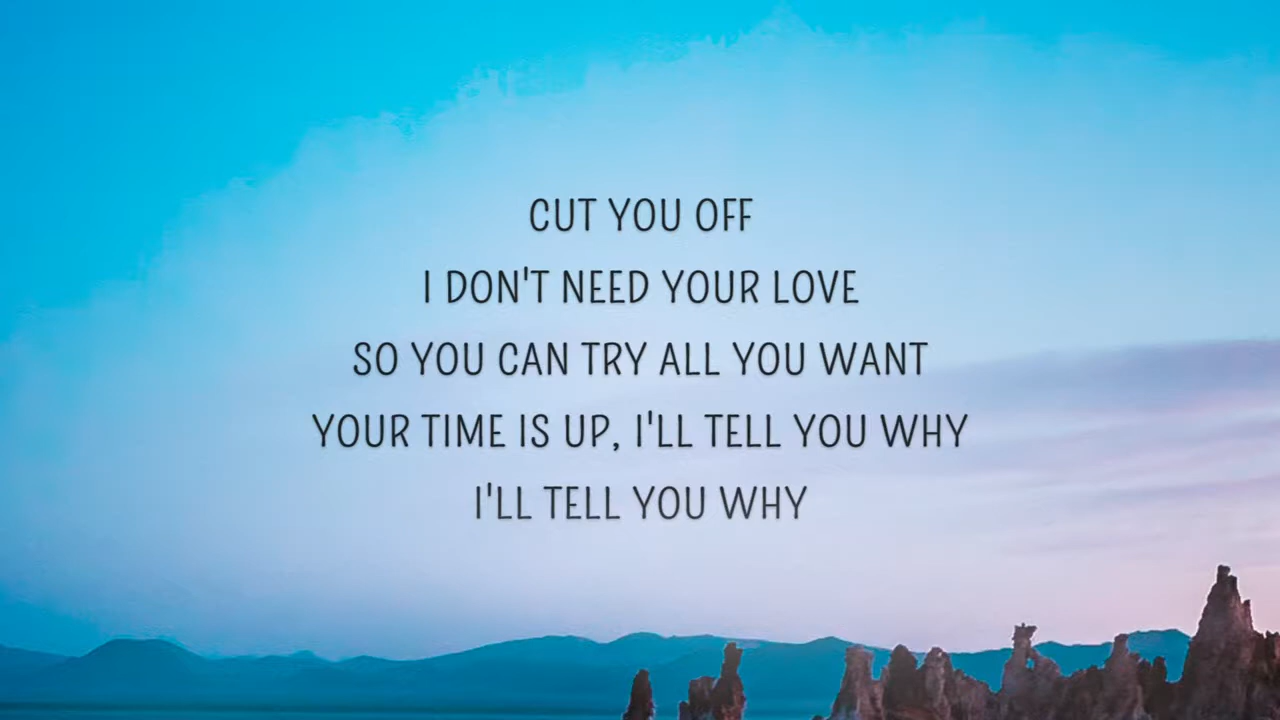 CUT YOU OFF
I DON'T NEED YOUR LOVE
SO YOU CAN TRY ALL YOU WANT
YOUR TIME IS UP, I'LL TELL YOU WHY
I'LL TELL YOU WHY